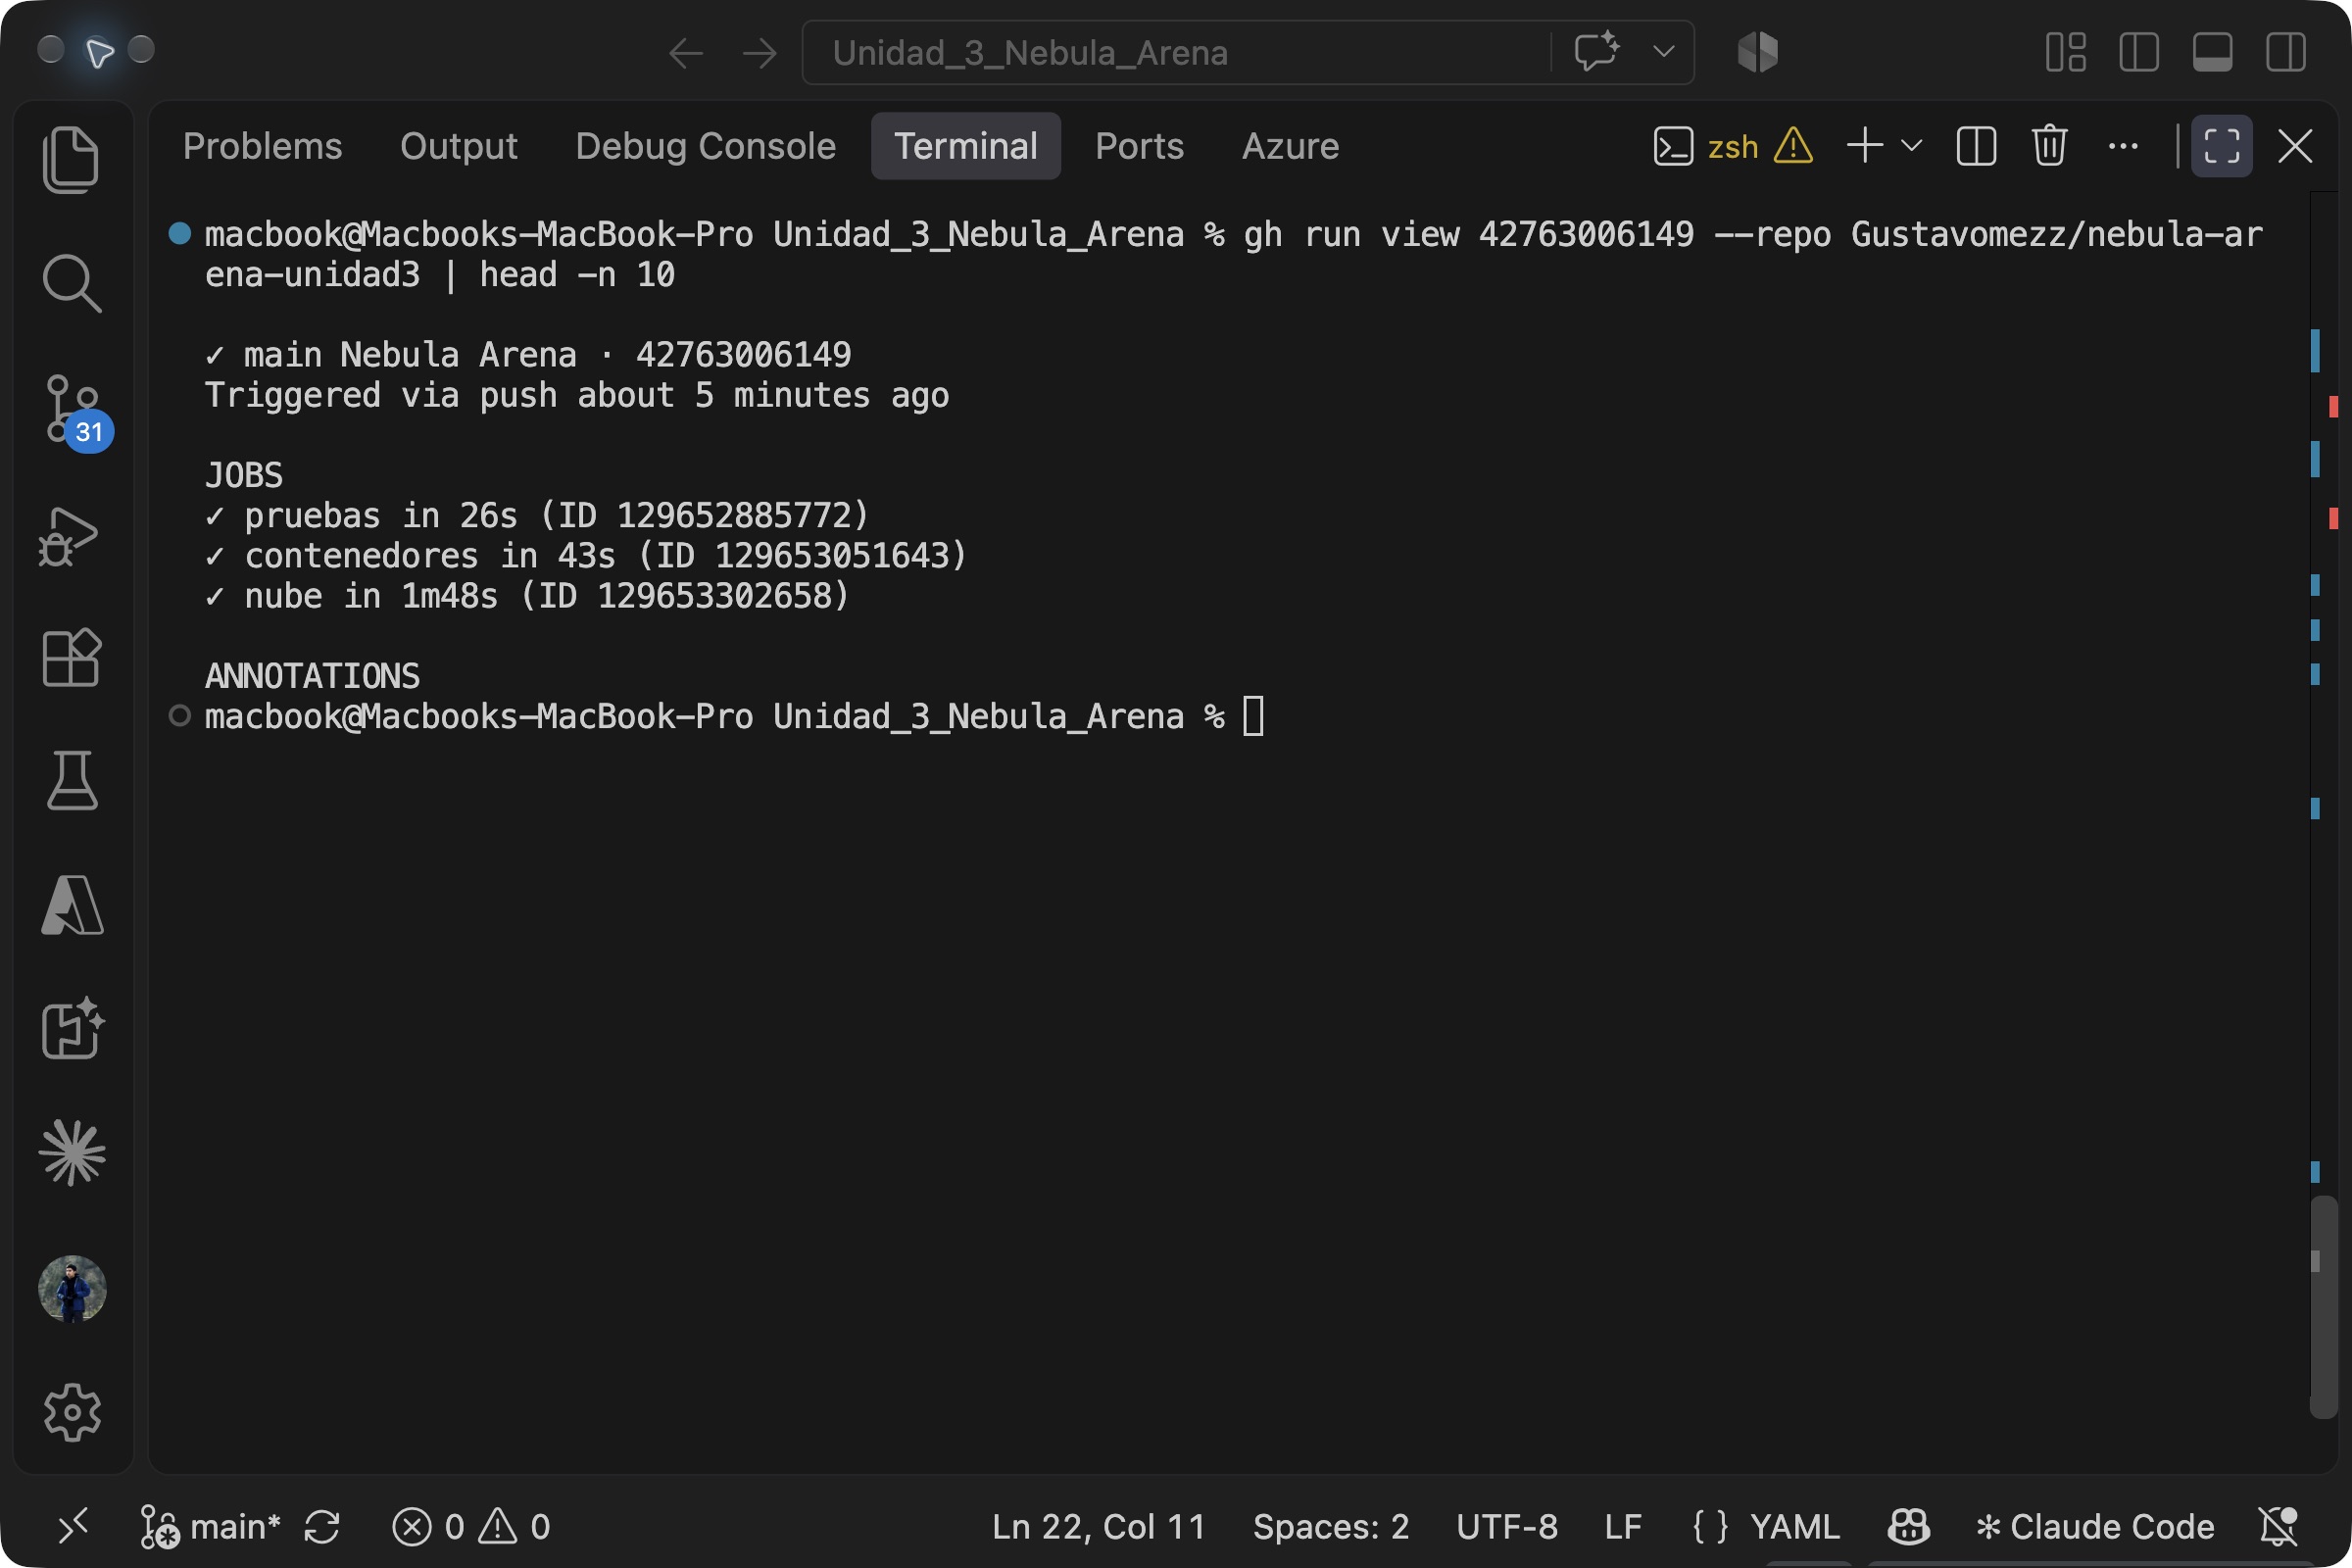 Unidad_3_Nebula_Arena
Problems Output Debug Console Terminal Ports Azure zsh
macbook@Macbooks-MacBook-Pro Unidad_3_Nebula_Arena % gh run view 42763006149 --repo Gustavomezz/nebula-ar
ena-unidad3 | head -n 10
✓ main Nebula Arena · 42763006149
Triggered via push about 5 minutes ago
JOBS
✓ pruebas in 26s (ID 129652885772)
✓ contenedores in 43s (ID 129653051643)
✓ nube in 1m48s (ID 129653302658)
ANNOTATIONS
macbook@Macbooks-MacBook-Pro Unidad_3_Nebula_Arena %
31
main* 0 0 Ln 22, Col 11 Spaces: 2 UTF-8 LF { } YAML Claude Code